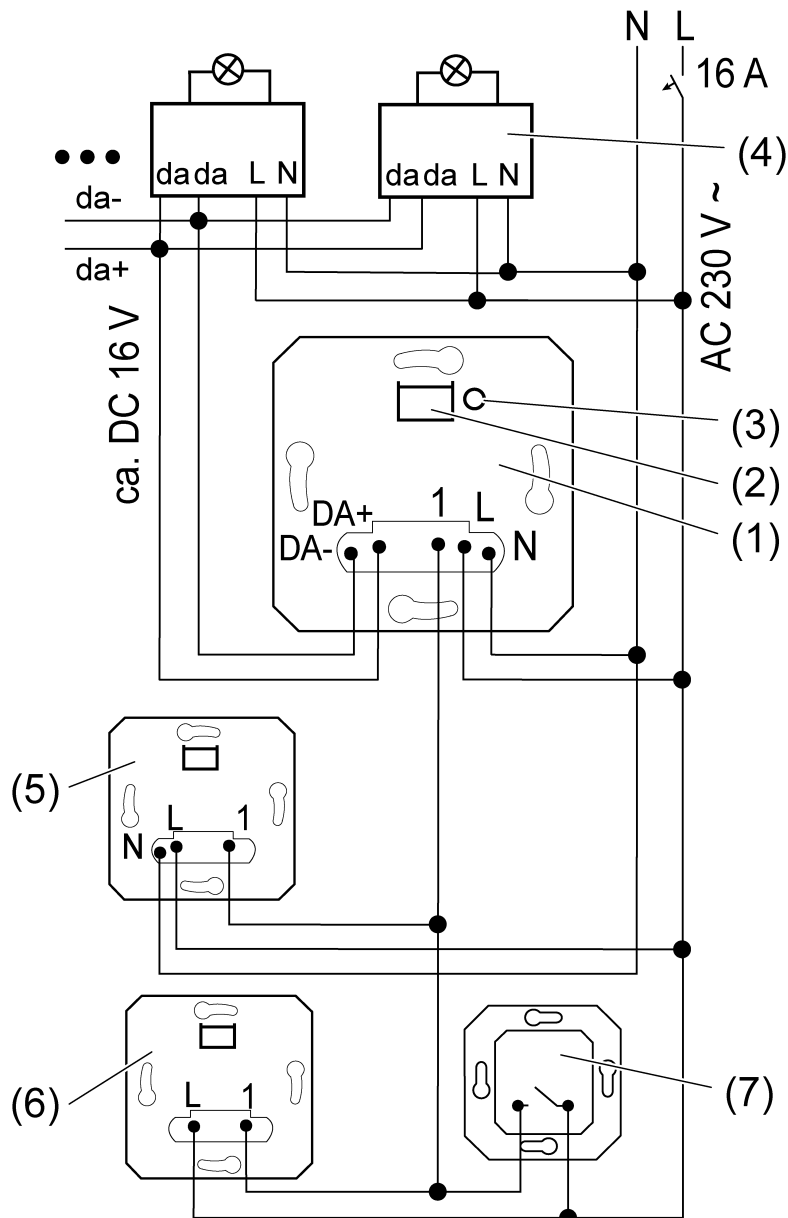 N L
16 A
(4)
●●●
da da L N
da da L N
da-
da+
ca. DC 16 V
AC 230 V ~
(3)
(2)
(1)
DA+ 1 L
DA- N
(5)
L 1
N
(6)
L 1
(7)